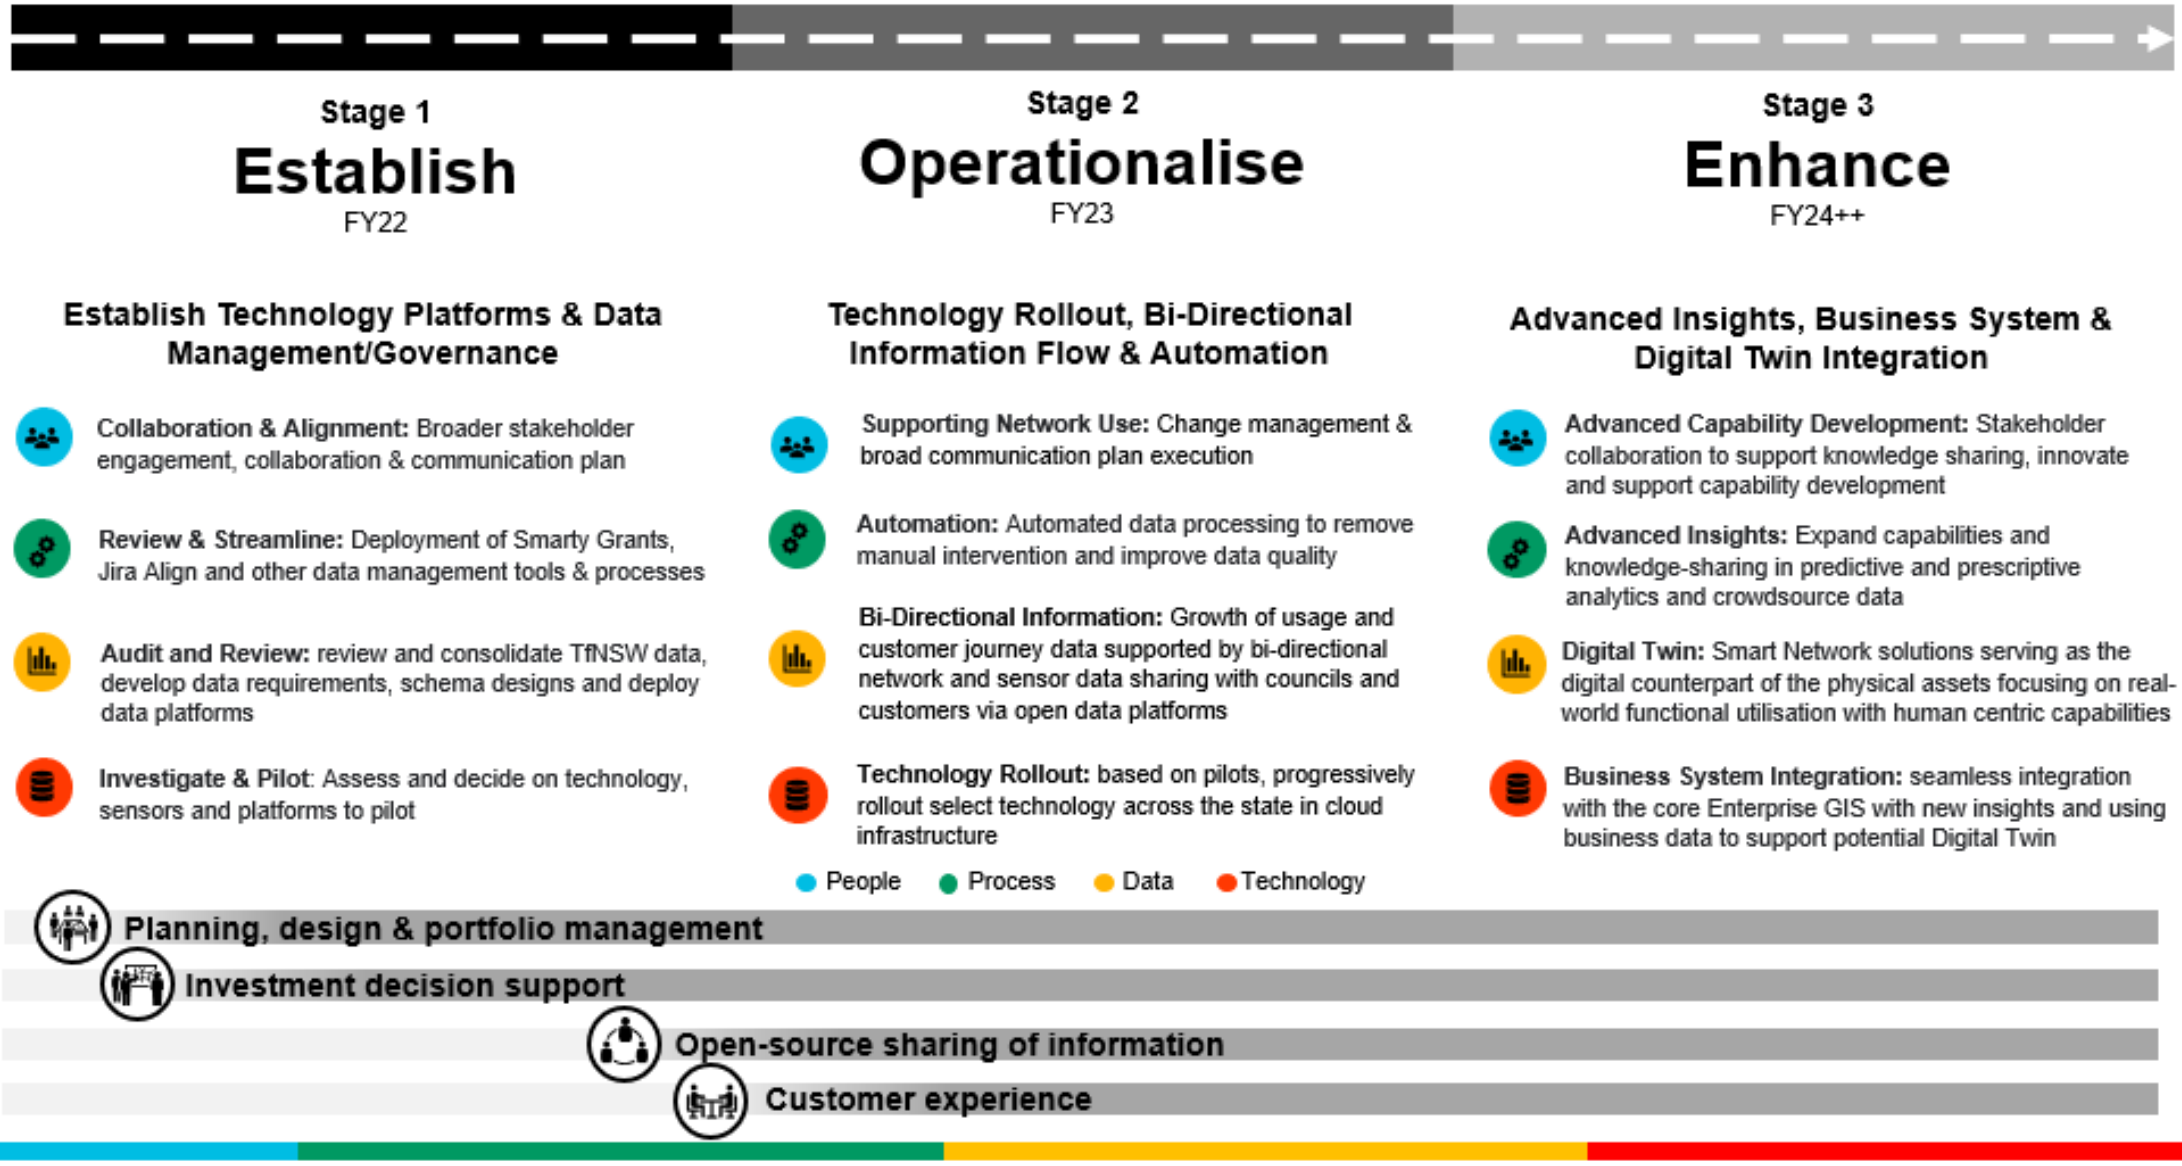 Stage 1
Establish
FY22
Establish Technology Platforms & Data
Management/Governance
Collaboration & Alignment: Broader stakeholder
engagement, collaboration & communication plan
Review & Streamline: Deployment of Smarty Grants,
Jira Align and other data management tools & processes
Audit and Review: review and consolidate TfNSW data,
develop data requirements, schema designs and deploy
data platforms
Investigate & Pilot: Assess and decide on technology,
sensors and platforms to pilot
Stage 2
Operationalise
FY23
Technology Rollout, Bi-Directional
Information Flow & Automation
Supporting Network Use: Change management &
broad communication plan execution
Automation: Automated data processing to remove
manual intervention and improve data quality
Bi-Directional Information: Growth of usage and
customer journey data supported by bi-directional
network and sensor data sharing with councils and
customers via open data platforms
Technology Rollout: based on pilots, progressively
rollout select technology across the state in cloud
infrastructure
Stage 3
Enhance
FY24++
Advanced Insights, Business System &
Digital Twin Integration
Advanced Capability Development: Stakeholder
collaboration to support knowledge sharing, innovate
and support capability development
Advanced Insights: Expand capabilities and
knowledge-sharing in predictive and prescriptive
analytics and crowdsource data
Digital Twin: Smart Network solutions serving as the
digital counterpart of the physical assets focusing on real-
world functional utilisation with human centric capabilities
Business System Integration: seamless integration
with the core Enterprise GIS with new insights and using
business data to support potential Digital Twin
People Process Data Technology
Planning, design & portfolio management
Investment decision support
Open-source sharing of information
Customer experience